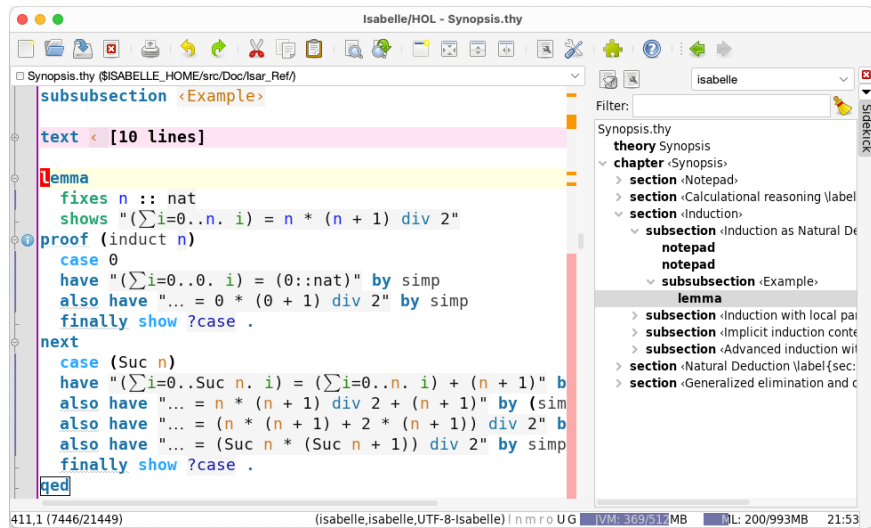 Isabelle/HOL - Synopsis.thy
Synopsis.thy ($ISABELLE_HOME/src/Doc/Isar_Ref/)
subsubsection ‹Example›
text ‹ [10 lines]
lemma
fixes n :: nat
shows "(∑i=0..n. i) = n * (n + 1) div 2"
proof (induct n)
case 0
have "(∑i=0..0. i) = (0::nat)" by simp
also have "... = 0 * (0 + 1) div 2" by simp
finally show ?case .
next
case (Suc n)
have "(∑i=0..Suc n. i) = (∑i=0..n. i) + (n + 1)" b
also have "... = n * (n + 1) div 2 + (n + 1)" by (sim
also have "... = (n * (n + 1) + 2 * (n + 1)) div 2" b
also have "... = (Suc n * (Suc n + 1)) div 2" by simp
finally show ?case .
qed
isabelle
Filter:
Synopsis.thy
theory Synopsis
chapter ‹Synopsis›
section ‹Notepad›
section ‹Calculational reasoning \label
section ‹Induction›
subsection ‹Induction as Natural De
notepad
notepad
subsubsection ‹Example›
lemma
subsection ‹Induction with local par
subsection ‹Implicit induction conte
subsection ‹Advanced induction wit
section ‹Natural Deduction \label{sec:
section ‹Generalized elimination and c
Sidekick
411,1 (7446/21449)
(isabelle,isabelle,UTF-8-Isabelle) l n m r o U G
JVM: 369/512MB
ML: 200/993MB
21:53